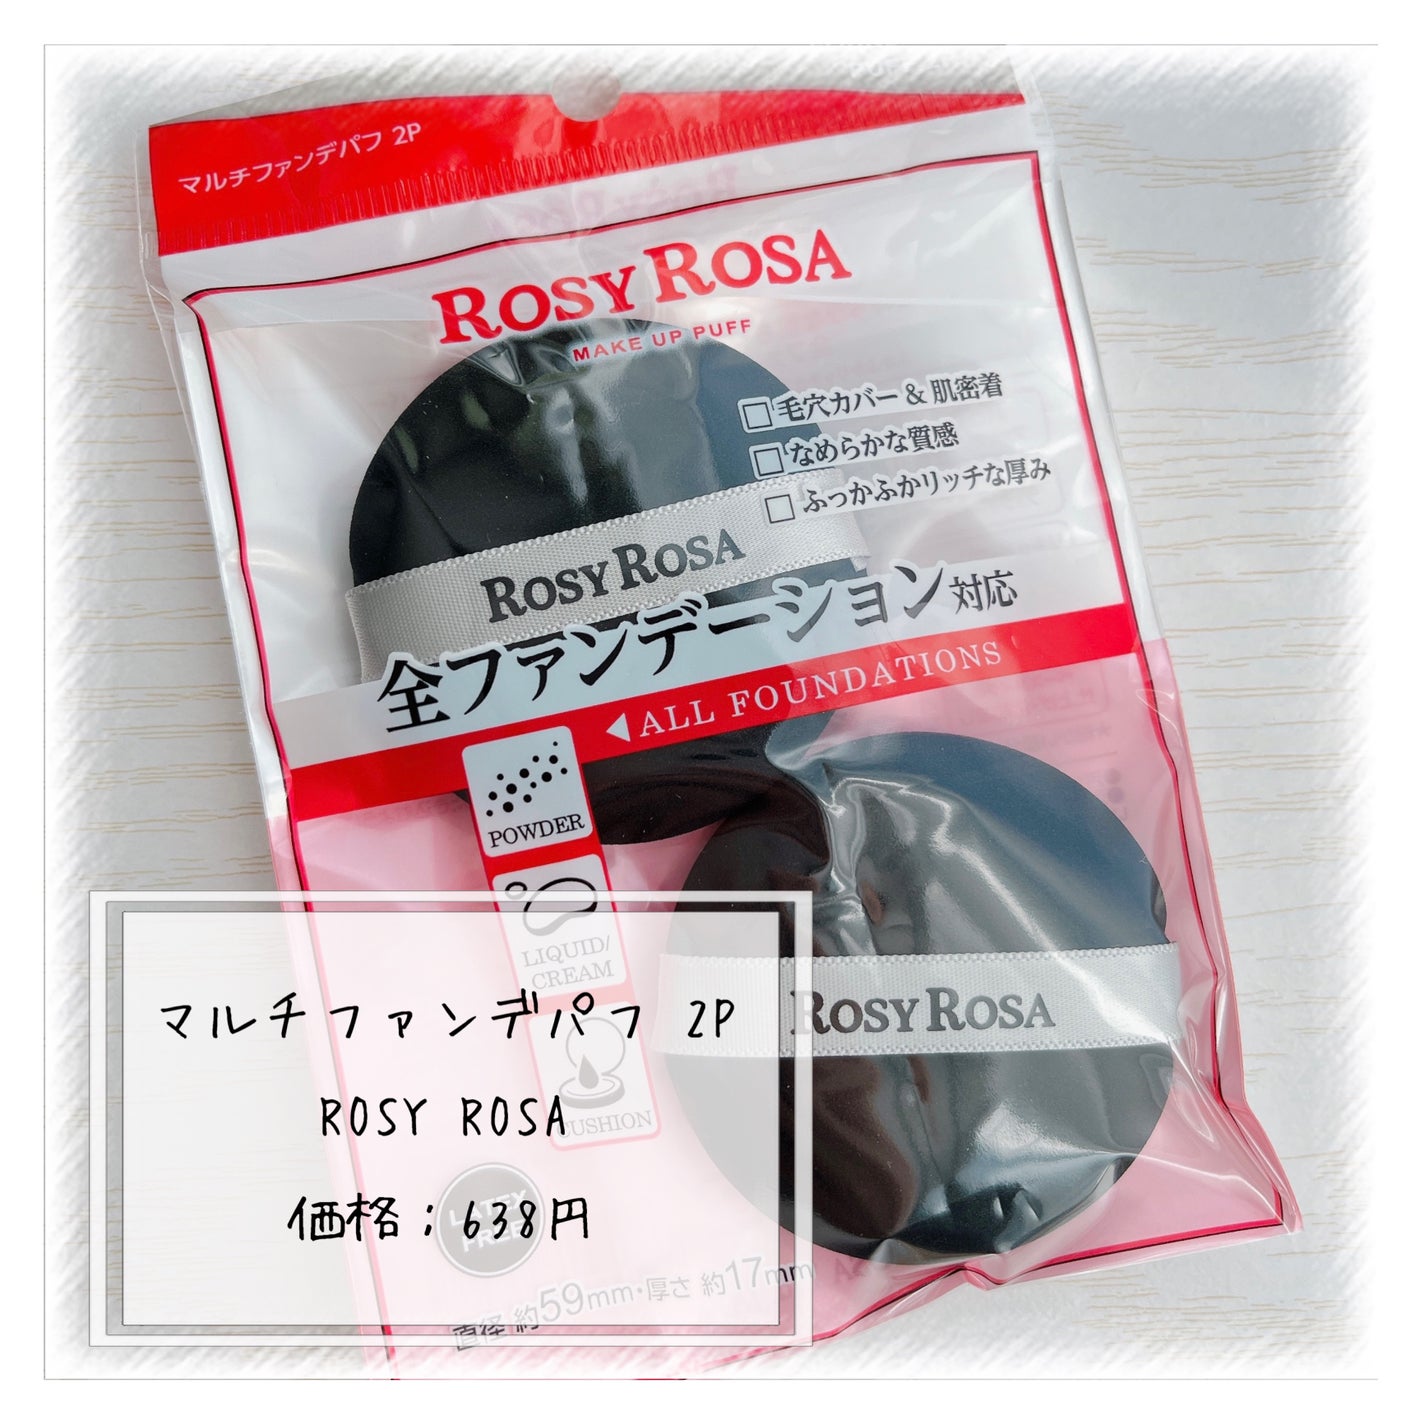 マルチファンデパフ 2P
ROSY ROSA
MAKE UP PUFF
毛穴カバー & 肌密着
なめらかな質感
ふっかふかリッチな厚み
ROSY ROSA
全ファンデーション対応
ALL FOUNDATIONS
POWDER
LIQUID/
CREAM
CUSHION
ROSY ROSA
LATEX
FREE
直径 約59mm・厚さ 約17mm
マルチファンデパフ 2P
ROSY ROSA
価格；638円